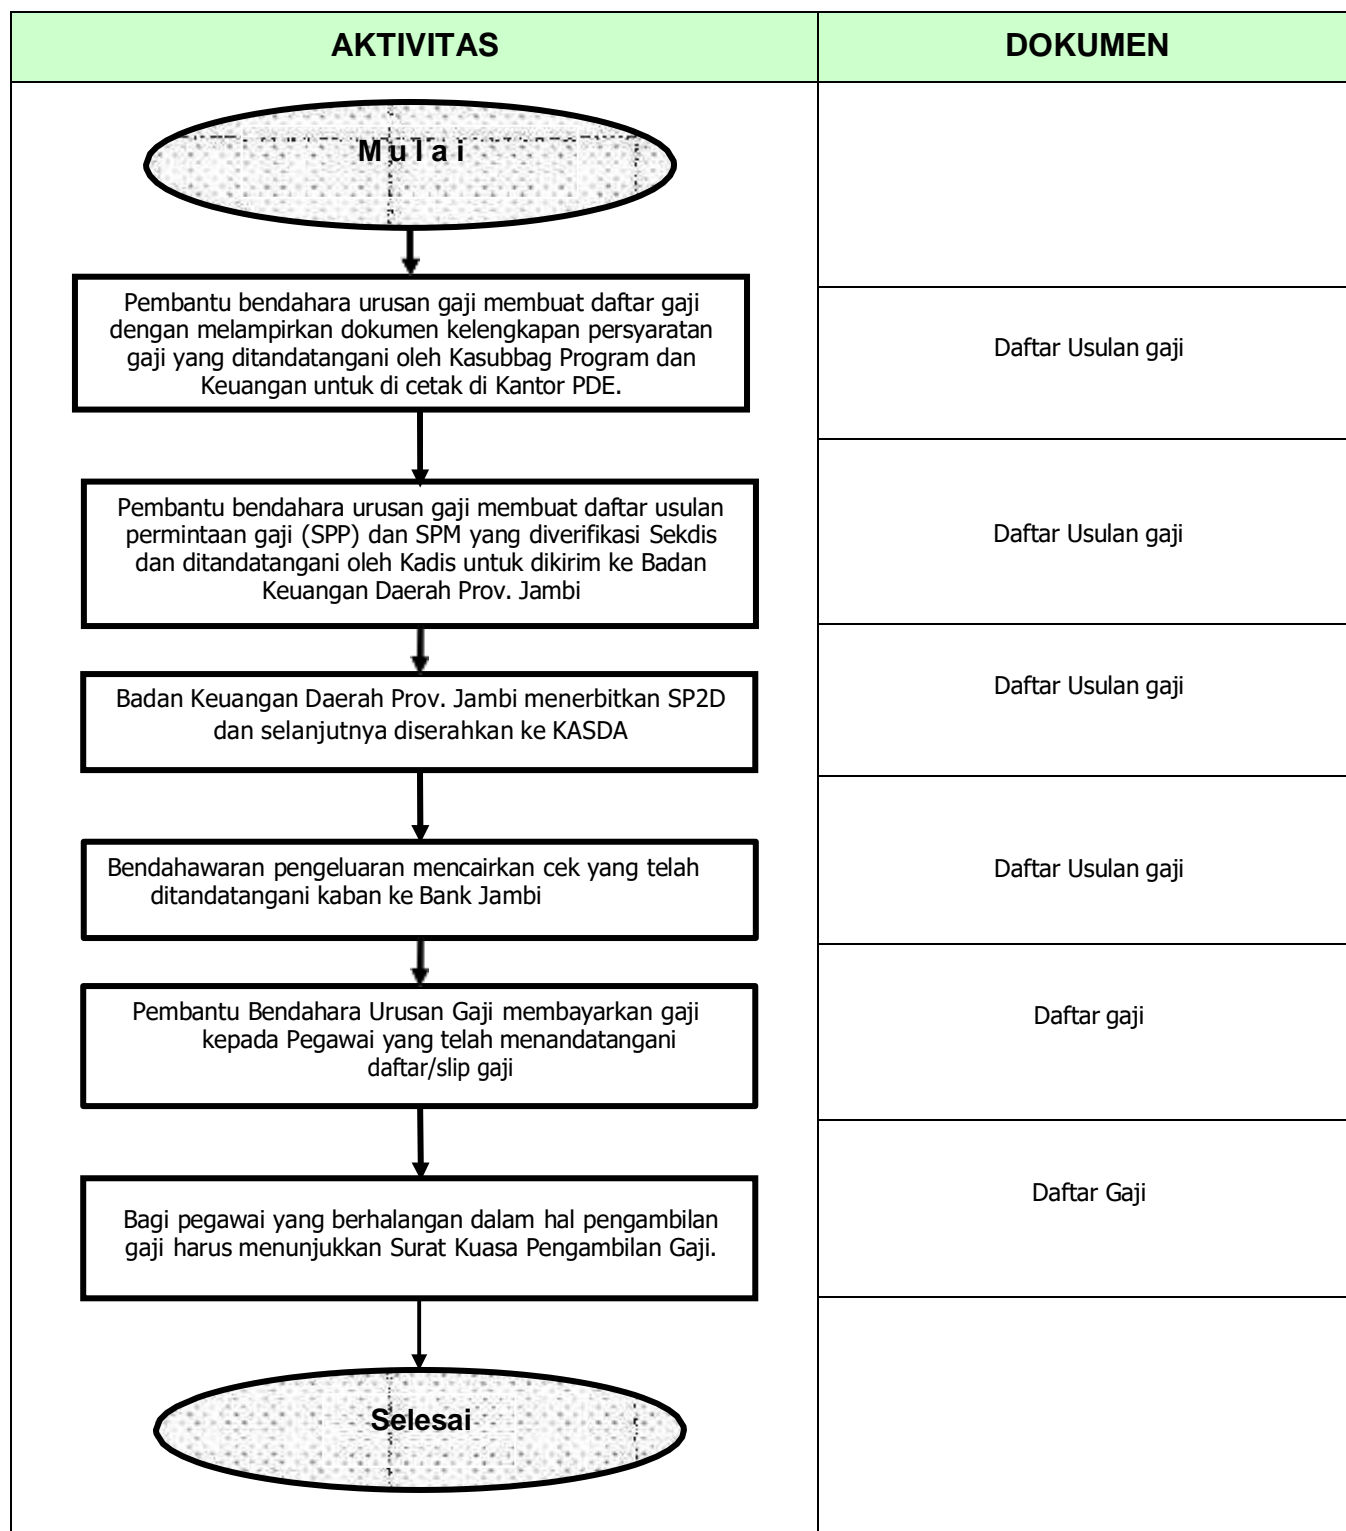 AKTIVITAS
DOKUMEN
Mulai
Pembantu bendahara urusan gaji membuat daftar gaji
dengan melampirkan dokumen kelengkapan persyaratan
gaji yang ditandatangani oleh Kasubbag Program dan
Keuangan untuk di cetak di Kantor PDE.
Daftar Usulan gaji
Pembantu bendahara urusan gaji membuat daftar usulan
permintaan gaji (SPP) dan SPM yang diverifikasi Sekdis
dan ditandatangani oleh Kadis untuk dikirim ke Badan
Keuangan Daerah Prov. Jambi
Daftar Usulan gaji
Badan Keuangan Daerah Prov. Jambi menerbitkan SP2D
dan selanjutnya diserahkan ke KASDA
Daftar Usulan gaji
Bendahawaran pengeluaran mencairkan cek yang telah
ditandatangani kaban ke Bank Jambi
Daftar Usulan gaji
Pembantu Bendahara Urusan Gaji membayarkan gaji
kepada Pegawai yang telah menandatangani
daftar/slip gaji
Daftar gaji
Bagi pegawai yang berhalangan dalam hal pengambilan
gaji harus menunjukkan Surat Kuasa Pengambilan Gaji.
Daftar Gaji
Selesai